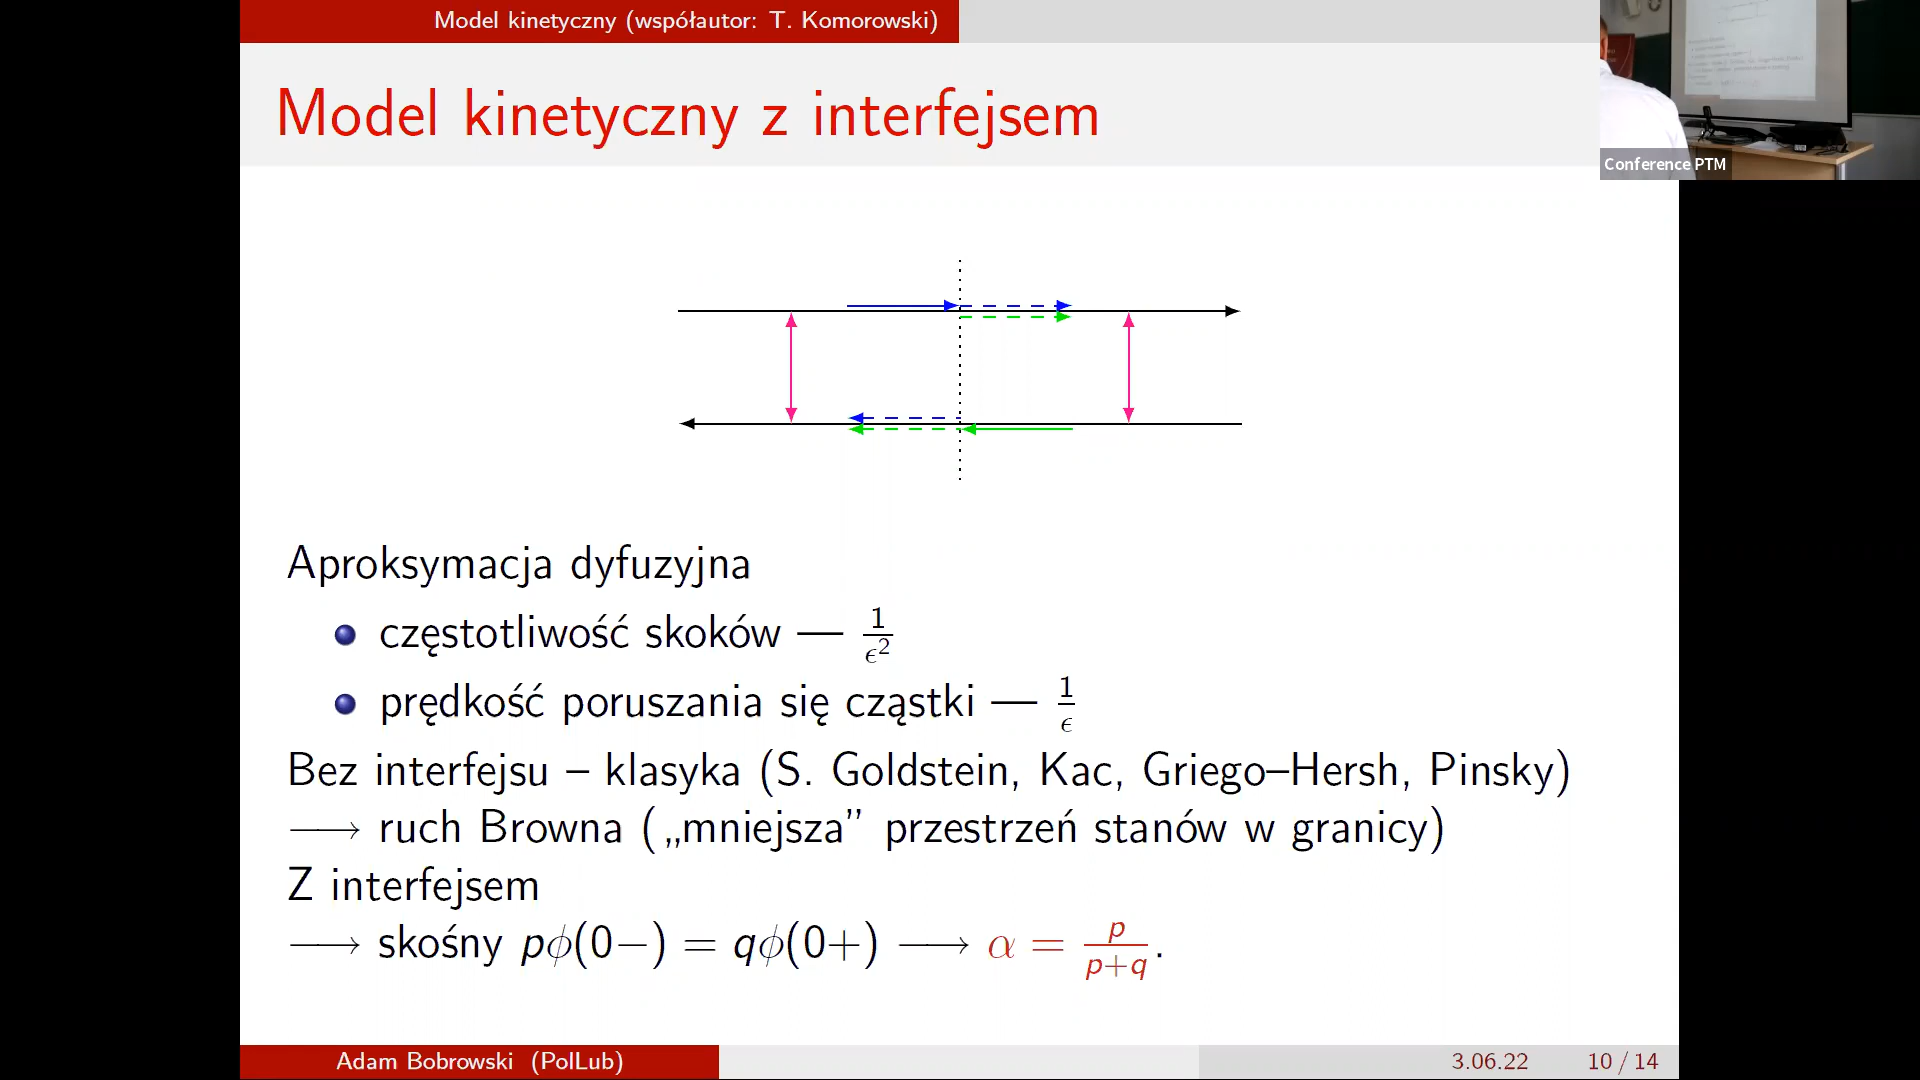 Model kinetyczny (współautor: T. Komorowski)
Model kinetyczny z interfejsem
Conference PTM
Aproksymacja dyfuzyjna
częstotliwość skoków — 1/ϵ²
prędkość poruszania się cząstki — 1/ϵ
Bez interfejsu – klasyka (S. Goldstein, Kac, Griego–Hersh, Pinsky)
⟶ ruch Browna („mniejsza” przestrzeń stanów w granicy)
Z interfejsem
⟶ skośny pϕ(0−) = qϕ(0+) ⟶ α = p/(p+q).
Adam Bobrowski (PolLub)
3.06.22
10 / 14